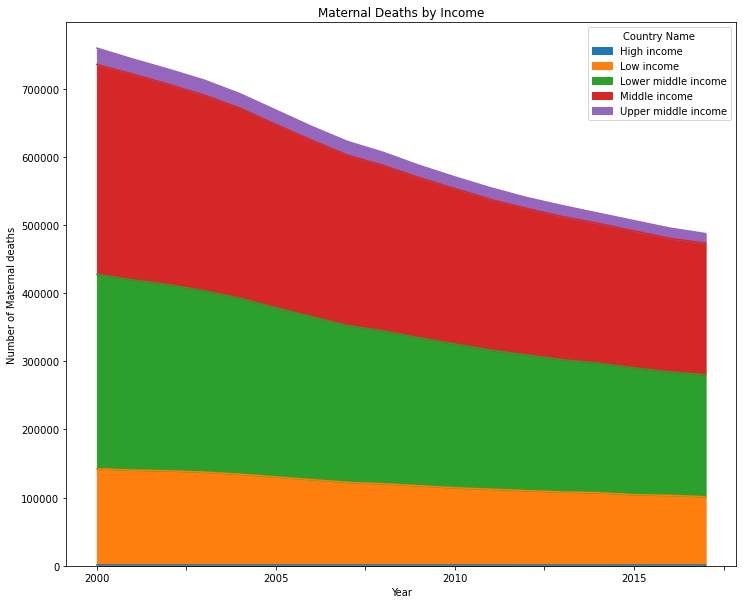 Maternal Deaths by Income
Country Name
High income
Low income
Lower middle income
Middle income
Upper middle income
700000
600000
500000
400000
300000
200000
100000
0
Number of Maternal deaths
2000
2005
2010
2015
Year